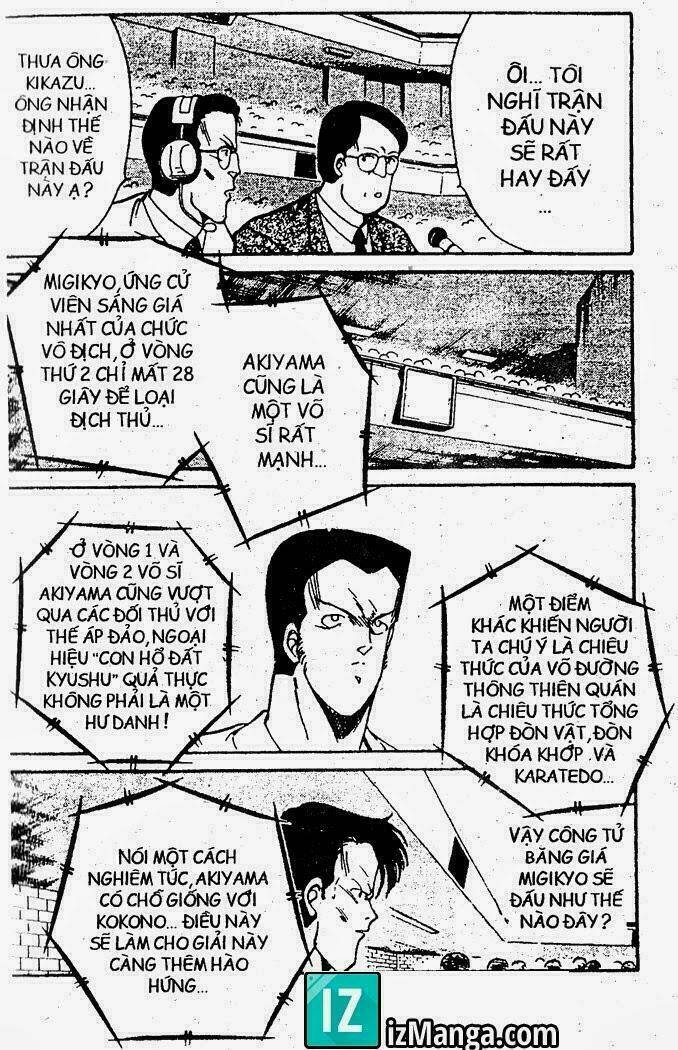 THƯA ÔNG
KIKAZU...
ÔNG NHẬN
ĐỊNH THẾ
NÀO VỀ
TRẬN ĐẤU
NÀY Ạ?
ÔI... TÔI
NGHĨ TRẬN
ĐẤU NÀY
SẼ RẤT
HAY ĐẤY
...
MIGIKYO, ỨNG CỬ
VIÊN SÁNG GIÁ
NHẤT CỦA CHỨC
VÔ ĐỊCH, Ở VÒNG
THỨ 2 CHỈ MẤT 28
GIÂY ĐỂ LOẠI
ĐỊCH THỦ...
AKIYAMA
CŨNG LÀ
MỘT VÕ
SĨ RẤT
MẠNH...
Ở VÒNG 1 VÀ
VÒNG 2 VÕ SĨ
AKIYAMA CŨNG VƯỢT
QUA CÁC ĐỐI THỦ VỚI
THẾ ÁP ĐẢO, NGOẠI
HIỆU "CON HỔ ĐẤT
KYUSHU" QUẢ THỰC
KHÔNG PHẢI LÀ MỘT
HƯ DANH!
MỘT ĐIỂM
KHÁC KHIẾN NGƯỜI
TA CHÚ Ý LÀ CHIÊU
THỨC CỦA VÕ ĐƯỜNG
THÔNG THIÊN QUÁN
LÀ CHIÊU THỨC TỔNG
HỢP ĐÒN VẬT, ĐÒN
KHÓA KHỚP . VÀ
KARATEDO...
NÓI MỘT CÁCH
NGHIÊM TÚC, AKIYAMA
CÓ CHỖ GIỐNG VỚI
KOKONO... ĐIỀU NÀY
SẼ LÀM CHO GIẢI NÀY
CÀNG THÊM HÀO
HỨNG...
VẬY CÔNG TỬ
BĂNG GIÁ
MIGIKYO SẼ
ĐẤU NHƯ THẾ
NÀO ĐÂY?
IZ
izManga.com